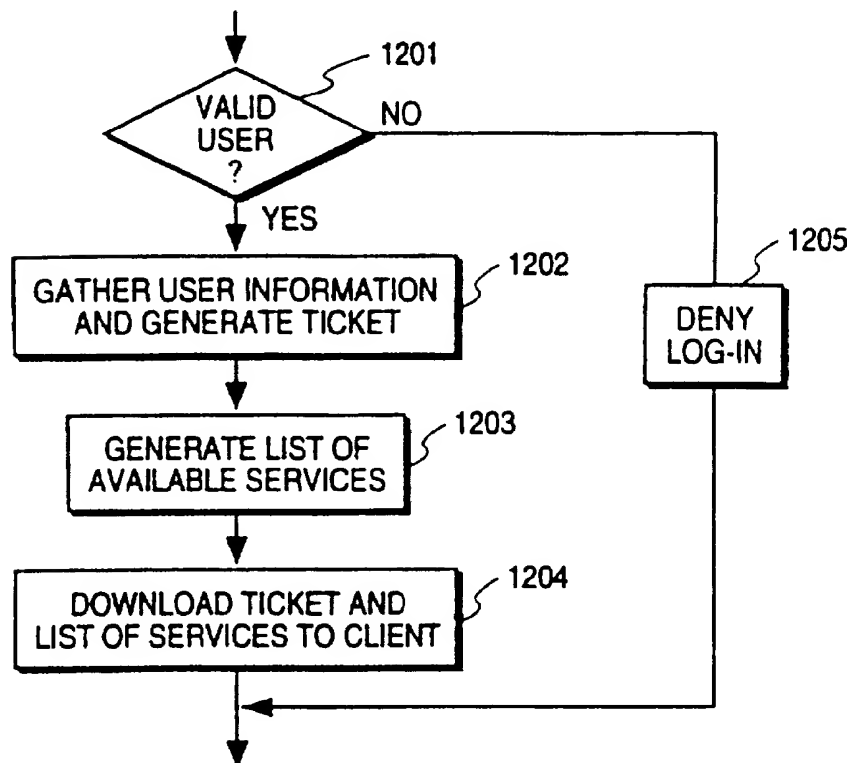 1201
VALID
USER
?
NO
YES
1202
GATHER USER INFORMATION
AND GENERATE TICKET
1205
DENY
LOG-IN
1203
GENERATE LIST OF
AVAILABLE SERVICES
1204
DOWNLOAD TICKET AND
LIST OF SERVICES TO CLIENT